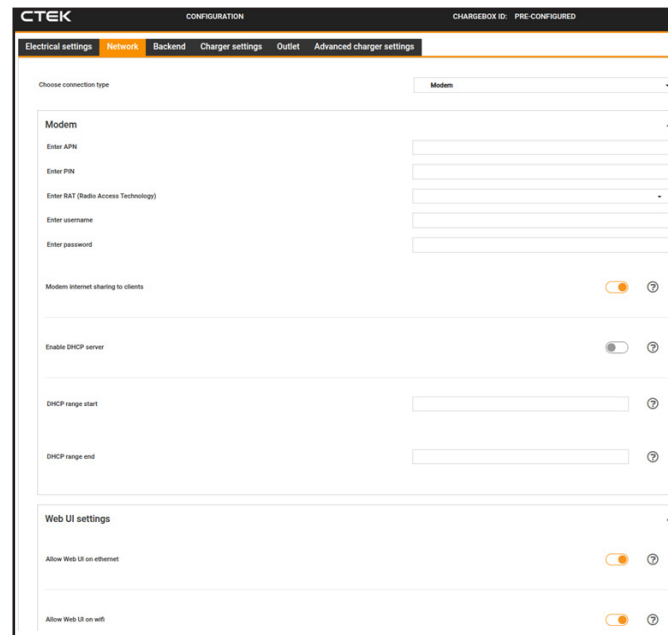 CTEK CONFIGURATION CHARGEBOX ID: PRE-CONFIGURED
Electrical settings Network Backend Charger settings Outlet Advanced charger settings
Choose connection type Modem
Modem
Enter APN
Enter PIN
Enter RAT (Radio Access Technology)
Enter username
Enter password
Modem internet sharing to clients ?
Enable DHCP server ?
DHCP range start ?
DHCP range end ?
Web UI settings
Allow Web UI on ethernet ?
Allow Web UI on wifi ?